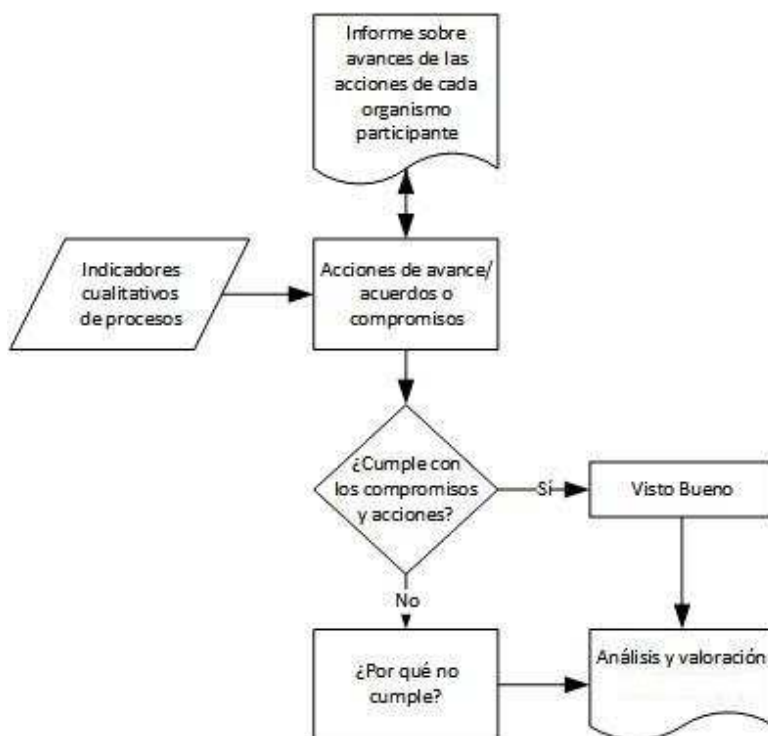 Informe sobre
avances de las
acciones de cada
organismo
participante
Indicadores
cualitativos
de procesos
Acciones de avance/
acuerdos o
compromisos
¿Cumple con
los compromisos
y acciones?
Sí
Visto Bueno
No
¿Por qué no
cumple?
Análisis y valoración